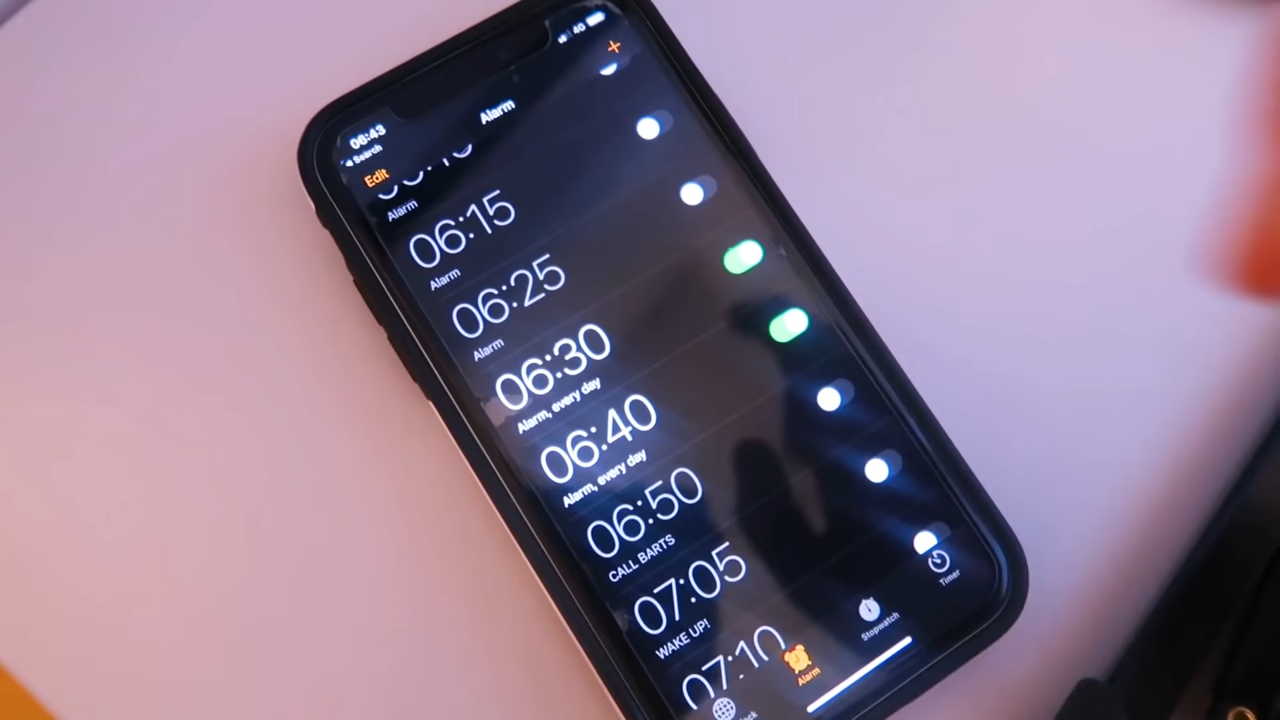 06:43
4G
Search
+
Alarm
Edit
Alarm
06:15
Alarm
06:25
Alarm
06:30
Alarm, every day
06:40
Alarm, every day
06:50
CALL BARTS
07:05
WAKE UP!
07:10
Alarm
Stopwatch
Timer